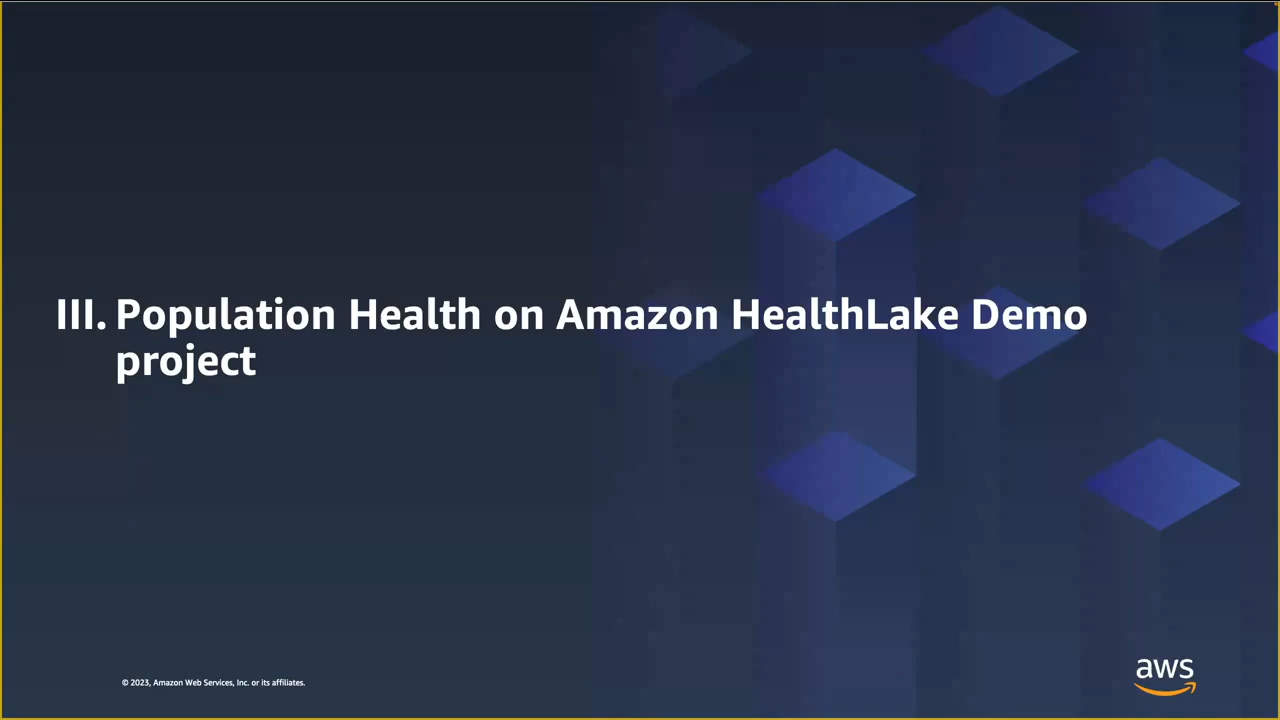 III. Population Health on Amazon HealthLake Demo
project
© 2023, Amazon Web Services, Inc. or its affiliates.
aws